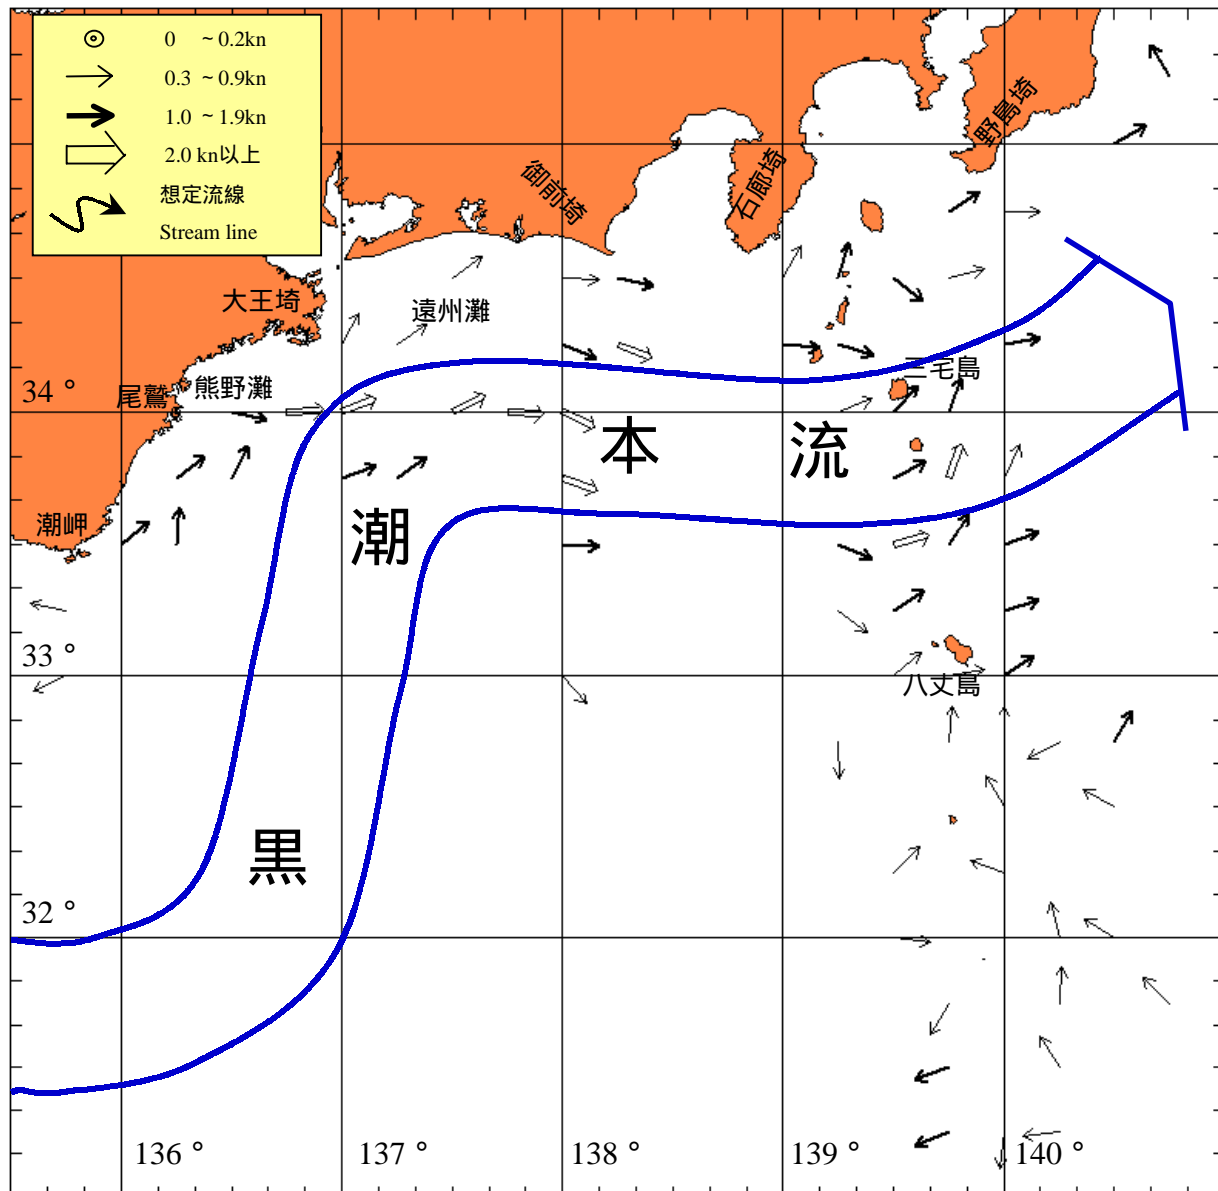 0 ~0.2kn
0.3 ~0.9kn
1.0 ~1.9kn
2.0 kn以上
想定流線
Stream line
野島埼
御前埼
石廊埼
大王埼
遠州灘
三宅島
34°
尾鷲
熊野灘
本
流
潮岬
潮
33°
八丈島
黒
32°
136°
137°
138°
139°
140°